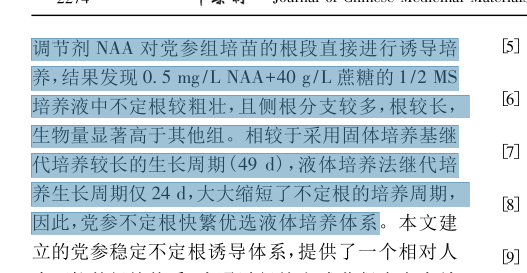 2274
Journal of Chinese Medicinal Materials
调节剂 NAA 对党参组培苗的根段直接进行诱导培
养,结果发现 0.5 mg/L NAA+40 g/L 蔗糖的 1/2 MS
培养液中不定根较粗壮,且侧根分支较多,根较长,
生物量显著高于其他组。相较于采用固体培养基继
代培养较长的生长周期(49 d),液体培养法继代培
养生长周期仅 24 d,大大缩短了不定根的培养周期,
因此,党参不定根快繁优选液体培养体系。本文建
立的党参稳定不定根诱导体系,提供了一个相对人
[5]
[6]
[7]
[8]
[9]